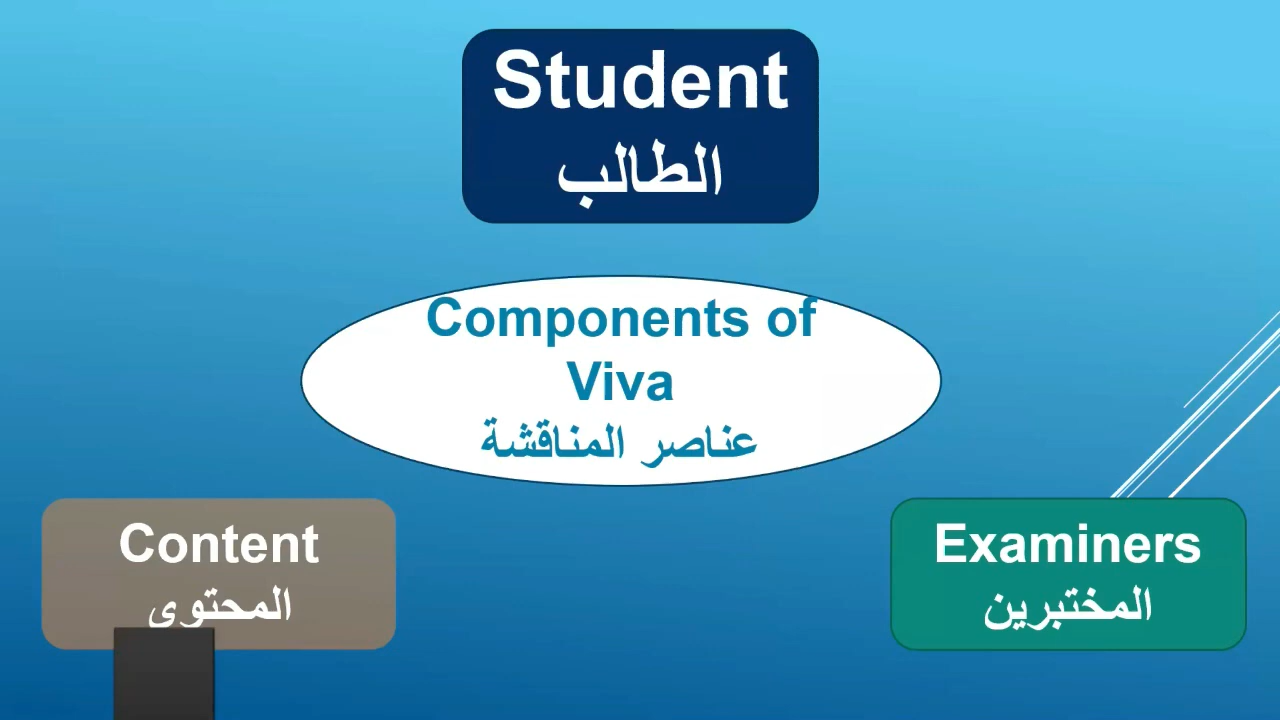 Student
الطالب
Components of
Viva
عناصر المناقشة
Content
المحتوى
Examiners
المختبرين